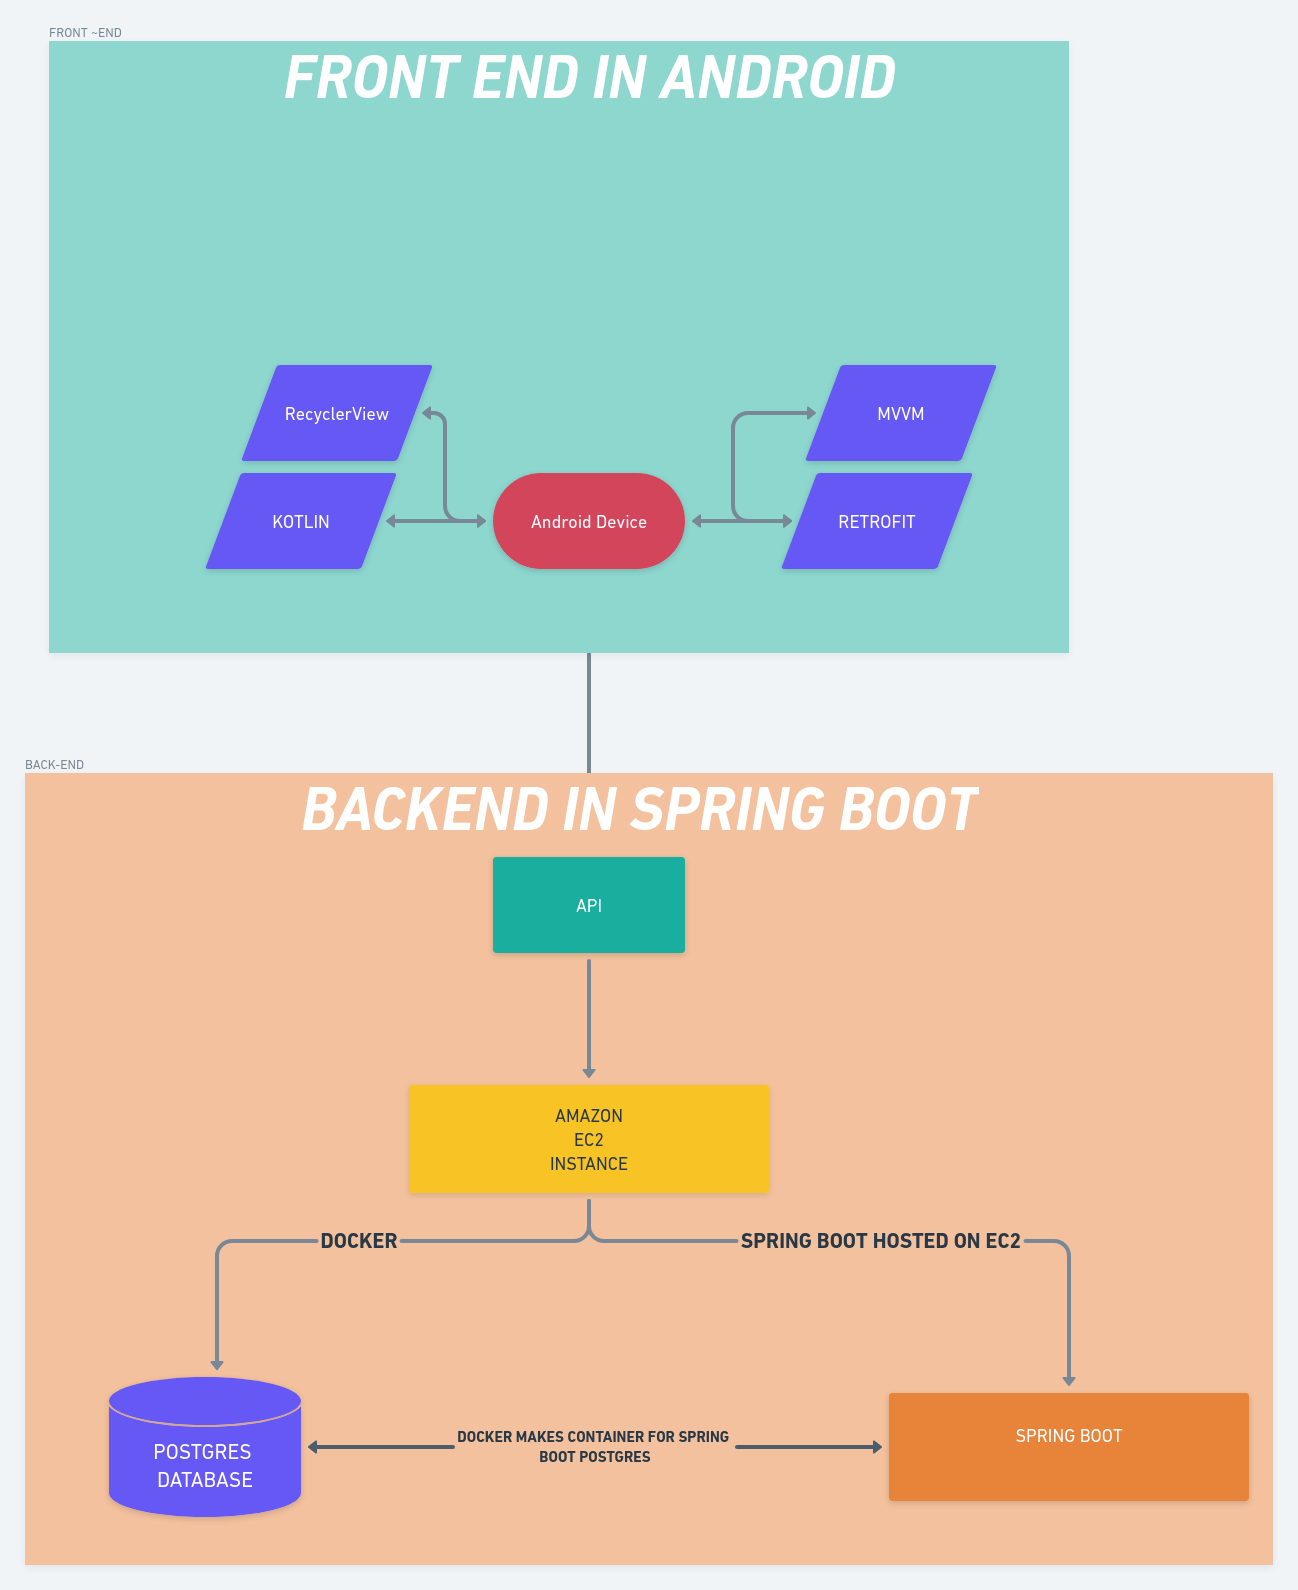 FRONT ~END
FRONT END IN ANDROID
RecyclerView
MVVM
KOTLIN
Android Device
RETROFIT
BACK-END
BACKEND IN SPRING BOOT
API
AMAZON
EC2
INSTANCE
DOCKER
SPRING BOOT HOSTED ON EC2
POSTGRES
DATABASE
DOCKER MAKES CONTAINER FOR SPRING
BOOT POSTGRES
SPRING BOOT